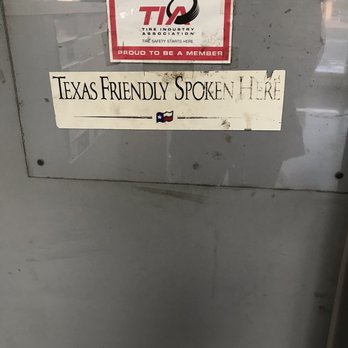 TIA
TIRE INDUSTRY
ASSOCIATION
TIRE SAFETY STARTS HERE
PROUD TO BE A MEMBER
TEXAS FRIENDLY SPOKEN HERE